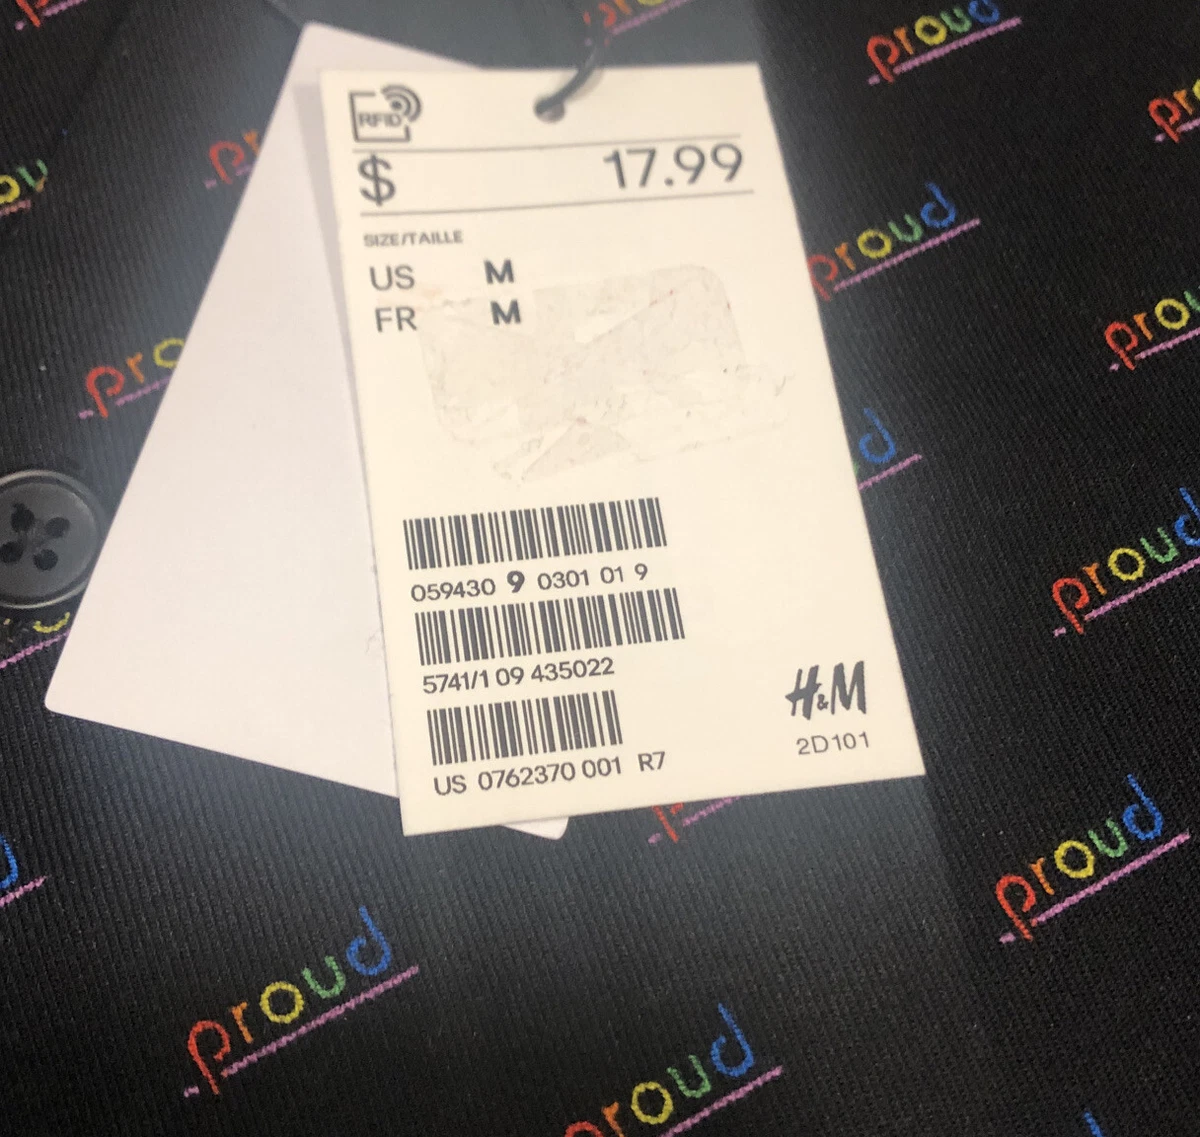 RFID
$ 17.99
SIZE/TAILLE
US M
FR M
059430 9 0301 01 9
5741/1 09 435022
US 0762370 001 R7
H&M
2D101
proud
proud
proud
proud
proud
proud
proud